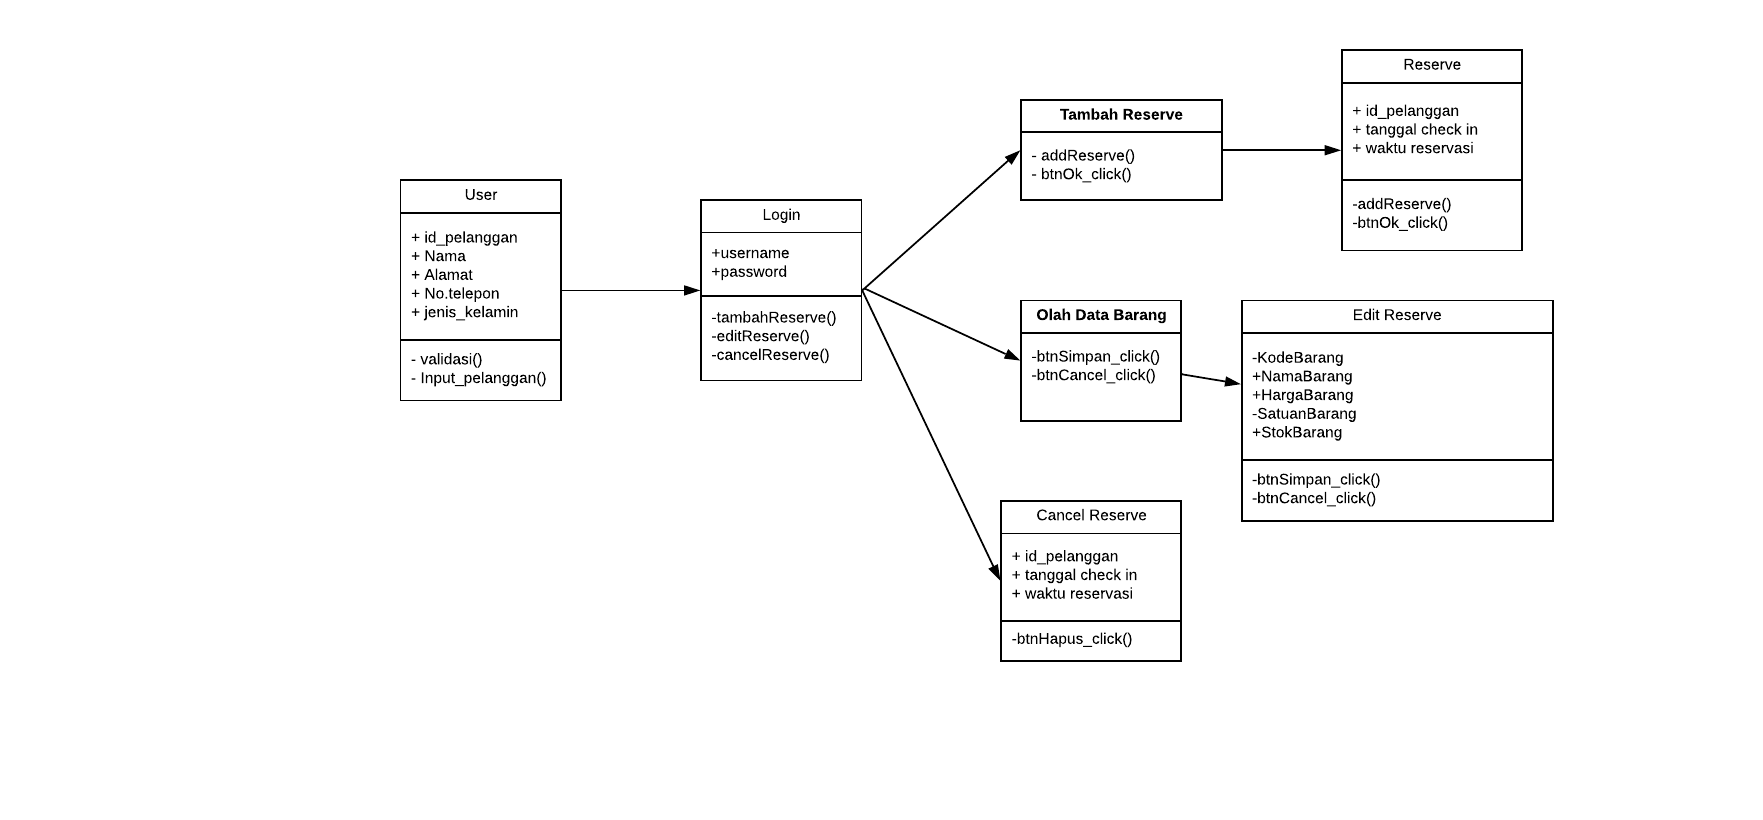 User
+ id_pelanggan
+ Nama
+ Alamat
+ No.telepon
+ jenis_kelamin
- validasi()
- Input_pelanggan()
Login
+username
+password
-tambahReserve()
-editReserve()
-cancelReserve()
Tambah Reserve
- addReserve()
- btnOk_click()
Reserve
+ id_pelanggan
+ tanggal check in
+ waktu reservasi
-addReserve()
-btnOk_click()
Olah Data Barang
-btnSimpan_click()
-btnCancel_click()
Edit Reserve
-KodeBarang
+NamaBarang
+HargaBarang
-SatuanBarang
+StokBarang
-btnSimpan_click()
-btnCancel_click()
Cancel Reserve
+ id_pelanggan
+ tanggal check in
+ waktu reservasi
-btnHapus_click()